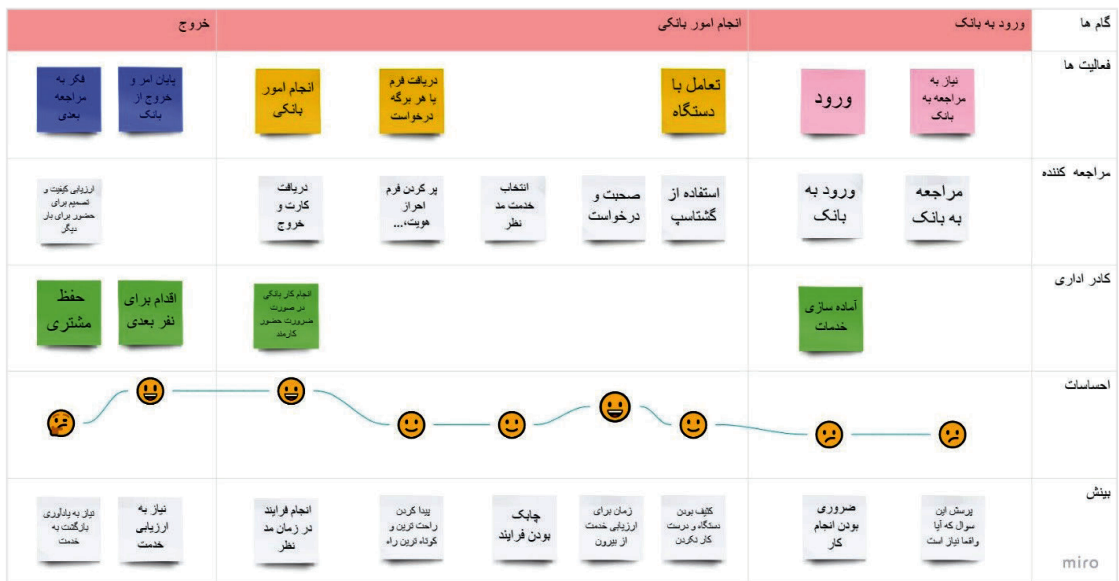 گام ها
ورود به بانک
انجام امور بانکی
خروج
فعالیت ها
نیاز به
مراجعه به
بانک
ورود
تعامل با
دستگاه
دریافت فرم
یا هر برگه
درخواست
انجام امور
بانکی
پایان امر و
خروج از
بانک
فکر به
مراجعه
بعدی
مراجعه کننده
مراجعه
به بانک
ورود به
بانک
استفاده از
گشتاسپ
صحبت و
درخواست
انتخاب
خدمت مد
نظر
پر کردن فرم
احراز
هویت،...
دریافت
کارت و
خروج
ارزیابی کیفیت و
تصمیم برای
حضور برای بار
دیگر
کادر اداری
آماده سازی
خدمات
انجام کار بانکی
در صورت
ضرورت حضور
کارمند
اقدام برای
نفر بعدی
حفظ
مشتری
احساسات
بینش
پرسش این
سوال که آیا
واقعا نیاز است
ضروری
بودن انجام
کار
کثیف بودن
دستگاه و درست
کار نکردن
زمان برای
ارزیابی خدمت
از بیرون
چابک
بودن فرایند
پیدا کردن
راحت ترین و
کوتاه ترین راه
انجام فرایند
در زمان مد
نظر
نیاز به
ارزیابی
خدمت
نیاز به یادآوری
بازگشت به
خدمت
miro